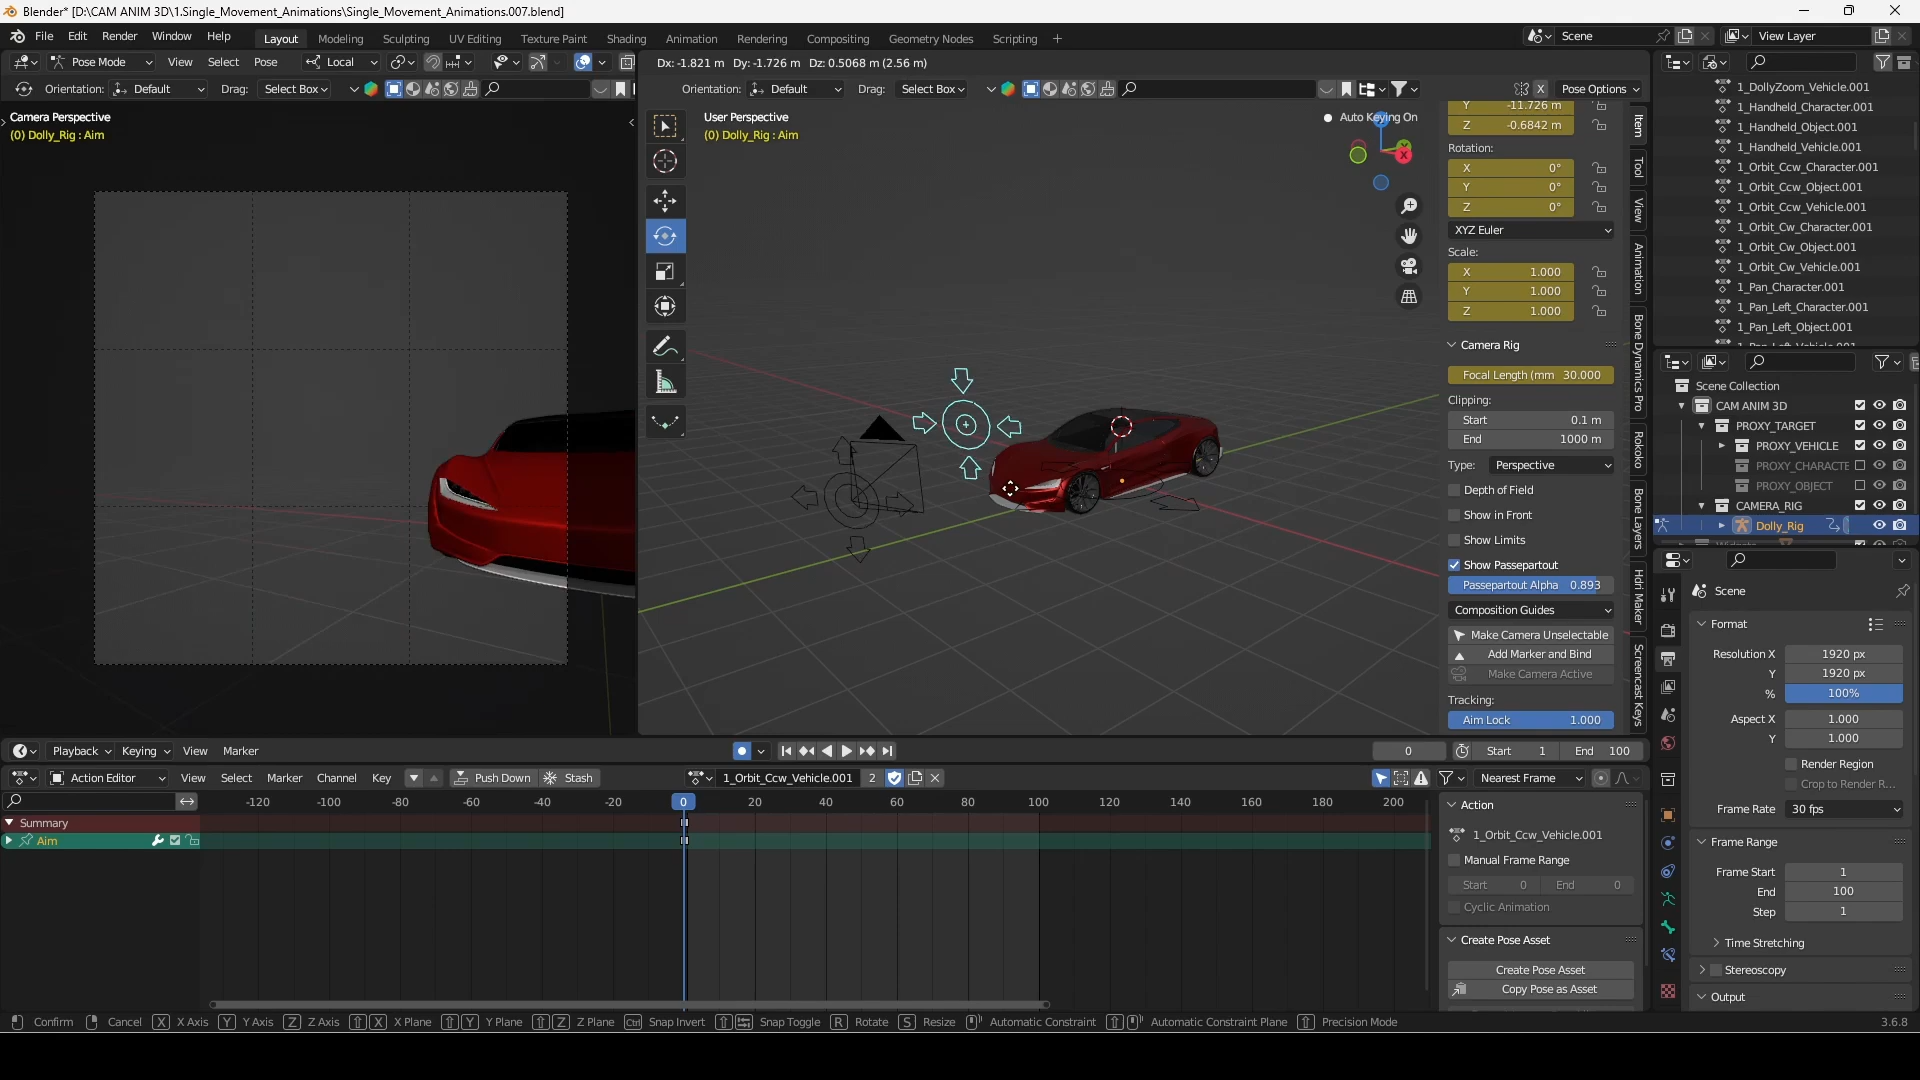 Blender* [D:\CAM ANIM 3D\1.Single_Movement_Animations\Single_Movement_Animations.007.blend]
File Edit Render Window Help Layout Modeling Sculpting UV Editing Texture Paint Shading Animation Rendering Compositing Geometry Nodes Scripting + Scene View Layer
Pose Mode View Select Pose Local Dx: -1.821 m Dy: -1.726 m Dz: 0.5068 m (2.56 m)
Orientation: Default Drag: Select Box Orientation: Default Drag: Select Box X Pose Options
Camera Perspective
(0) Dolly_Rig : Aim
User Perspective
(0) Dolly_Rig : Aim
Auto Keying On
Y -11.726 m
Z -0.6842 m
Rotation:
X 0°
Y 0°
Z 0°
XYZ Euler
Scale:
X 1.000
Y 1.000
Z 1.000
Camera Rig
Focal Length (mm 30.000
Clipping:
Start 0.1 m
End 1000 m
Type: Perspective
Depth of Field
Show in Front
Show Limits
Show Passepartout
Passepartout Alpha 0.893
Composition Guides
Make Camera Unselectable
Add Marker and Bind
Make Camera Active
Tracking:
Aim Lock 1.000
Item
Tool
View
Animation
Bone Dynamics Pro
Rokoko
Bone Layers
Hdri Maker
Screencast Keys
1_DollyZoom_Vehicle.001
1_Handheld_Character.001
1_Handheld_Object.001
1_Handheld_Vehicle.001
1_Orbit_Ccw_Character.001
1_Orbit_Ccw_Object.001
1_Orbit_Ccw_Vehicle.001
1_Orbit_Cw_Character.001
1_Orbit_Cw_Object.001
1_Orbit_Cw_Vehicle.001
1_Pan_Character.001
1_Pan_Left_Character.001
1_Pan_Left_Object.001
Scene Collection
CAM ANIM 3D
PROXY_TARGET
PROXY_VEHICLE
PROXY_CHARACTE
PROXY_OBJECT
CAMERA_RIG
Dolly_Rig
Scene
Format
Resolution X 1920 px
Y 1920 px
% 100%
Aspect X 1.000
Y 1.000
Render Region
Crop to Render R...
Frame Rate 30 fps
Frame Range
Frame Start 1
End 100
Step 1
Time Stretching
Stereoscopy
Output
Playback Keying View Marker 0 Start 1 End 100
Action Editor View Select Marker Channel Key Push Down Stash 1_Orbit_Ccw_Vehicle.001 2 Nearest Frame
-120 -100 -80 -60 -40 -20 0 20 40 60 80 100 120 140 160 180 200
Summary
Aim
Action
1_Orbit_Ccw_Vehicle.001
Manual Frame Range
Start 0 End 0
Cyclic Animation
Create Pose Asset
Create Pose Asset
Copy Pose as Asset
Confirm Cancel X X Axis Y Y Axis Z Z Axis X X Plane Y Y Plane Z Z Plane Ctrl Snap Invert Snap Toggle R Rotate S Resize Automatic Constraint Automatic Constraint Plane Precision Mode 3.6.8